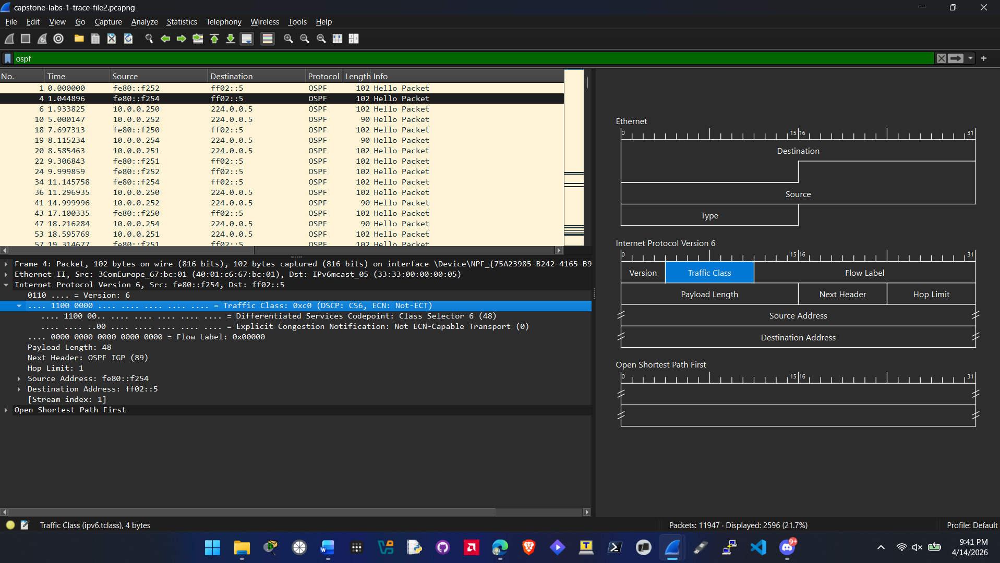 capstone-labs-1-trace-file2.pcapng
File Edit View Go Capture Analyze Statistics Telephony Wireless Tools Help
ospf
No. Time Source Destination Protocol Length Info
1 0.000000 fe80::f252 ff02::5 OSPF 102 Hello Packet
4 1.044896 fe80::f254 ff02::5 OSPF 102 Hello Packet
6 1.933825 10.0.0.250 224.0.0.5 OSPF 102 Hello Packet
10 5.000147 10.0.0.252 224.0.0.5 OSPF 90 Hello Packet
18 7.697313 fe80::f250 ff02::5 OSPF 102 Hello Packet
19 8.115234 10.0.0.254 224.0.0.5 OSPF 90 Hello Packet
20 8.585463 10.0.0.251 224.0.0.5 OSPF 102 Hello Packet
22 9.306843 fe80::f251 ff02::5 OSPF 102 Hello Packet
24 9.999859 fe80::f252 ff02::5 OSPF 102 Hello Packet
34 11.145758 fe80::f254 ff02::5 OSPF 102 Hello Packet
36 11.296935 10.0.0.250 224.0.0.5 OSPF 102 Hello Packet
41 14.999996 10.0.0.252 224.0.0.5 OSPF 90 Hello Packet
43 17.100335 fe80::f250 ff02::5 OSPF 102 Hello Packet
47 18.216284 10.0.0.254 224.0.0.5 OSPF 90 Hello Packet
53 18.595769 10.0.0.251 224.0.0.5 OSPF 102 Hello Packet
57 19.314677 fe80::f251 ff02::5 OSPF 102 Hello Packet
Frame 4: Packet, 102 bytes on wire (816 bits), 102 bytes captured (816 bits) on interface \Device\NPF_{75A23985-B242-4165-B9
Ethernet II, Src: 3ComEurope_67:bc:01 (40:01:c6:67:bc:01), Dst: IPv6mcast_05 (33:33:00:00:00:05)
Internet Protocol Version 6, Src: fe80::f254, Dst: ff02::5
0110 .... = Version: 6
.... 1100 0000 .... .... .... .... .... = Traffic Class: 0xc0 (DSCP: CS6, ECN: Not-ECT)
.... 1100 00.. .... .... .... .... .... = Differentiated Services Codepoint: Class Selector 6 (48)
.... .... ..00 .... .... .... .... .... = Explicit Congestion Notification: Not ECN-Capable Transport (0)
.... 0000 0000 0000 0000 0000 = Flow Label: 0x00000
Payload Length: 48
Next Header: OSPF IGP (89)
Hop Limit: 1
Source Address: fe80::f254
Destination Address: ff02::5
[Stream index: 1]
Open Shortest Path First
Ethernet
0 15 16 31
Destination
Source
Type
Internet Protocol Version 6
0 15 16 31
Version Traffic Class Flow Label
Payload Length Next Header Hop Limit
Source Address
Destination Address
Open Shortest Path First
0 15 16 31
Traffic Class (ipv6.tclass), 4 bytes
Packets: 11947 · Displayed: 2596 (21.7%)
Profile: Default
9+
9:41 PM
4/14/2026